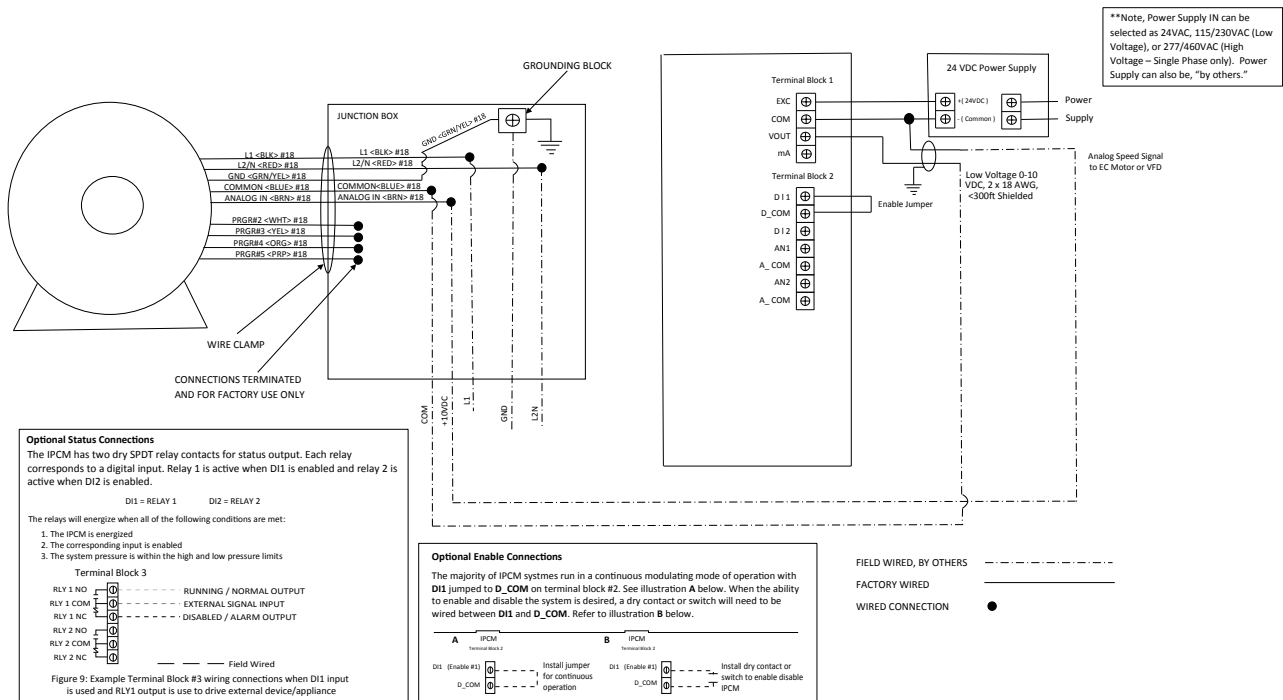 **Note, Power Supply IN can be
selected as 24VAC, 115/230VAC (Low
Voltage), or 277/460VAC (High
Voltage – Single Phase only). Power
Supply can also be, "by others."
GROUNDING BLOCK
JUNCTION BOX
GND <GRN/YEL> #18
L1 <BLK> #18
L2/N <RED> #18
GND <GRN/YEL> #18
COMMON <BLUE> #18
ANALOG IN <BRN> #18
L1 <BLK> #18
L2/N <RED> #18
COMMON<BLUE> #18
ANALOG IN <BRN> #18
PRGR#2 <WHT> #18
PRGR#3 <YEL> #18
PRGR#4 <ORG> #18
PRGR#5 <PRP> #18
WIRE CLAMP
CONNECTIONS TERMINATED
AND FOR FACTORY USE ONLY
COM
+10VDC
L1
GND
L2N
Terminal Block 1
EXC
COM
VOUT
mA
Terminal Block 2
D I 1
D_COM
D I 2
AN1
A_ COM
AN2
A_ COM
Enable Jumper
24 VDC Power Supply
+( 24VDC )
- ( Common )
Power
Supply
Analog Speed Signal
to EC Motor or VFD
Low Voltage 0-10
VDC, 2 x 18 AWG,
<300ft Shielded
Optional Status Connections
The IPCM has two dry SPDT relay contacts for status output. Each relay
corresponds to a digital input. Relay 1 is active when DI1 is enabled and relay 2 is
active when DI2 is enabled.
DI1 = RELAY 1 DI2 = RELAY 2
The relays will energize when all of the following conditions are met:
1. The IPCM is energized
2. The corresponding input is enabled
3. The system pressure is within the high and low pressure limits
Terminal Block 3
RLY 1 NO
RLY 1 COM
RLY 1 NC
RLY 2 NO
RLY 2 COM
RLY 2 NC
RUNNING / NORMAL OUTPUT
EXTERNAL SIGNAL INPUT
DISABLED / ALARM OUTPUT
Field Wired
Figure 9: Example Terminal Block #3 wiring connections when DI1 input
is used and RLY1 output is use to drive external device/appliance
Optional Enable Connections
The majority of IPCM systmes run in a continuous modulating mode of operation with
DI1 jumped to D_COM on terminal block #2. See illustration A below. When the ability
to enable and disable the system is desired, a dry contact or switch will need to be
wired between DI1 and D_COM. Refer to illustration B below.
A IPCM
Terminal Block 2
DI1 (Enable #1)
D_COM
Install jumper
for continuous
operation
B IPCM
Terminal Block 2
DI1 (Enable #1)
D_COM
Install dry contact or
switch to enable disable
IPCM
FIELD WIRED, BY OTHERS
FACTORY WIRED
WIRED CONNECTION